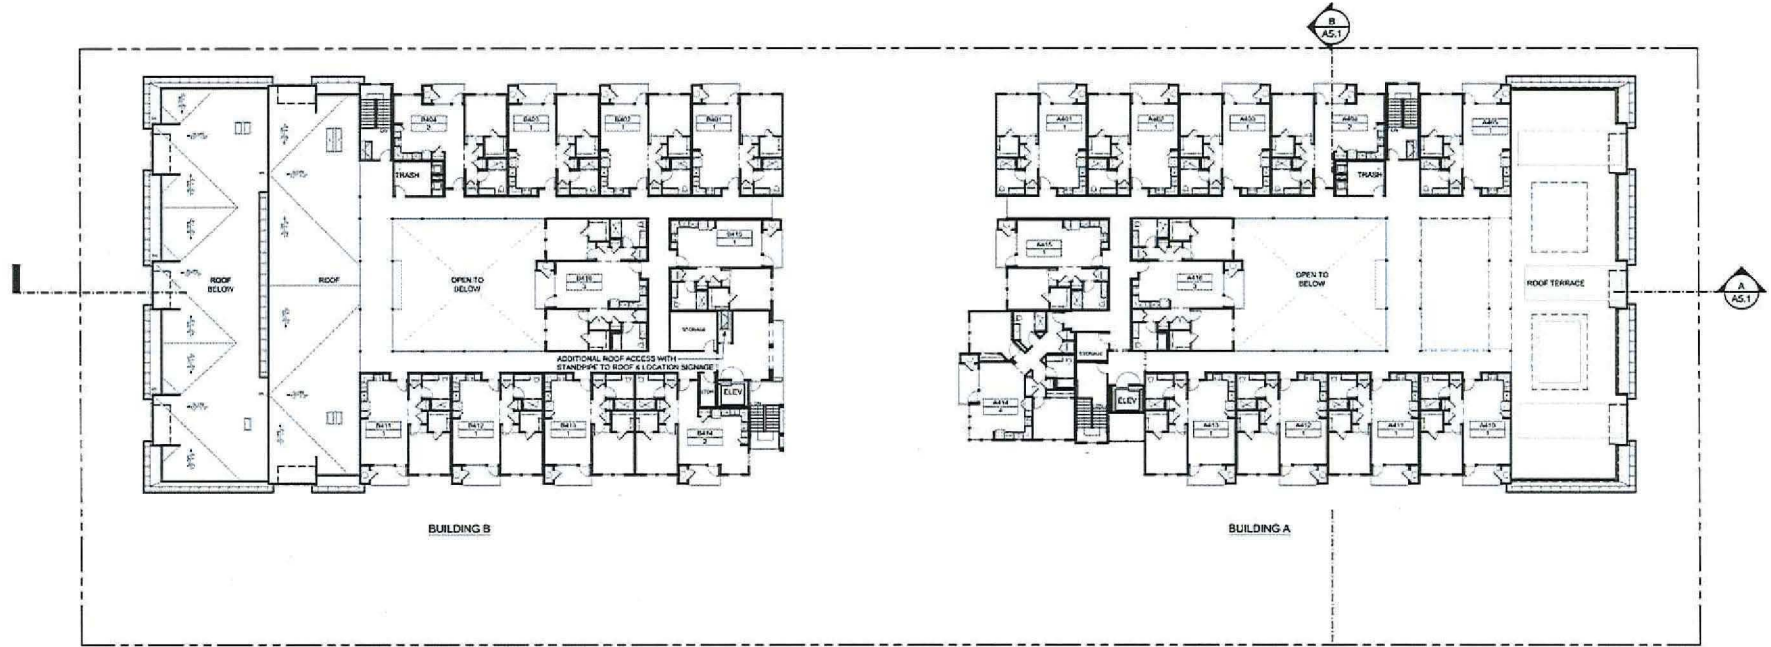 B
A5.1
B404
2
B403
1
B402
1
B401
1
A401
1
A402
1
A403
1
A404
2
A405
1
TRASH
TRASH
B415
1
A415
1
ROOF
BELOW
ROOF
OPEN TO
BELOW
B416
3
A416
3
OPEN TO
BELOW
ROOF TERRACE
A
A5.1
STORAGE
STORAGE
ADDITIONAL ROOF ACCESS WITH
STANDPIPE TO ROOF & LOCATION SIGNAGE
ELEV
ELEV
A414
4
B411
1
B412
1
B413
1
B414
2
A413
1
A412
1
A411
1
A410
1
BUILDING B
BUILDING A